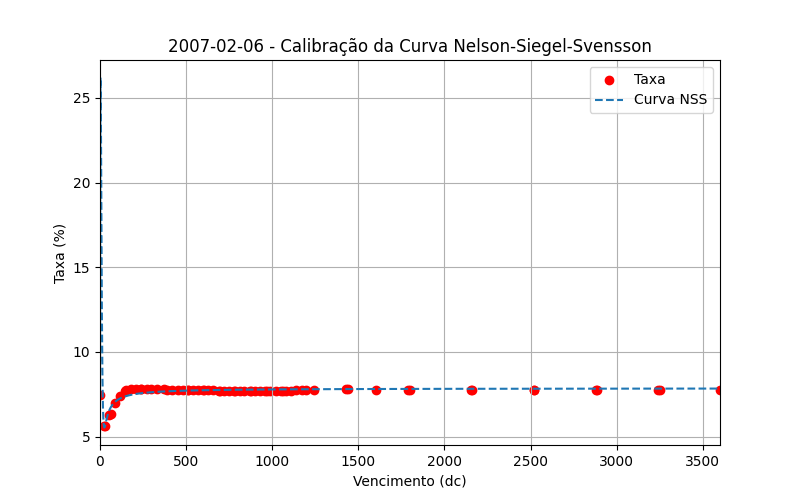 2007-02-06 - Calibração da Curva Nelson-Siegel-Svensson
Taxa
Curva NSS
25
20
15
10
5
Taxa (%)
0 500 1000 1500 2000 2500 3000 3500
Vencimento (dc)